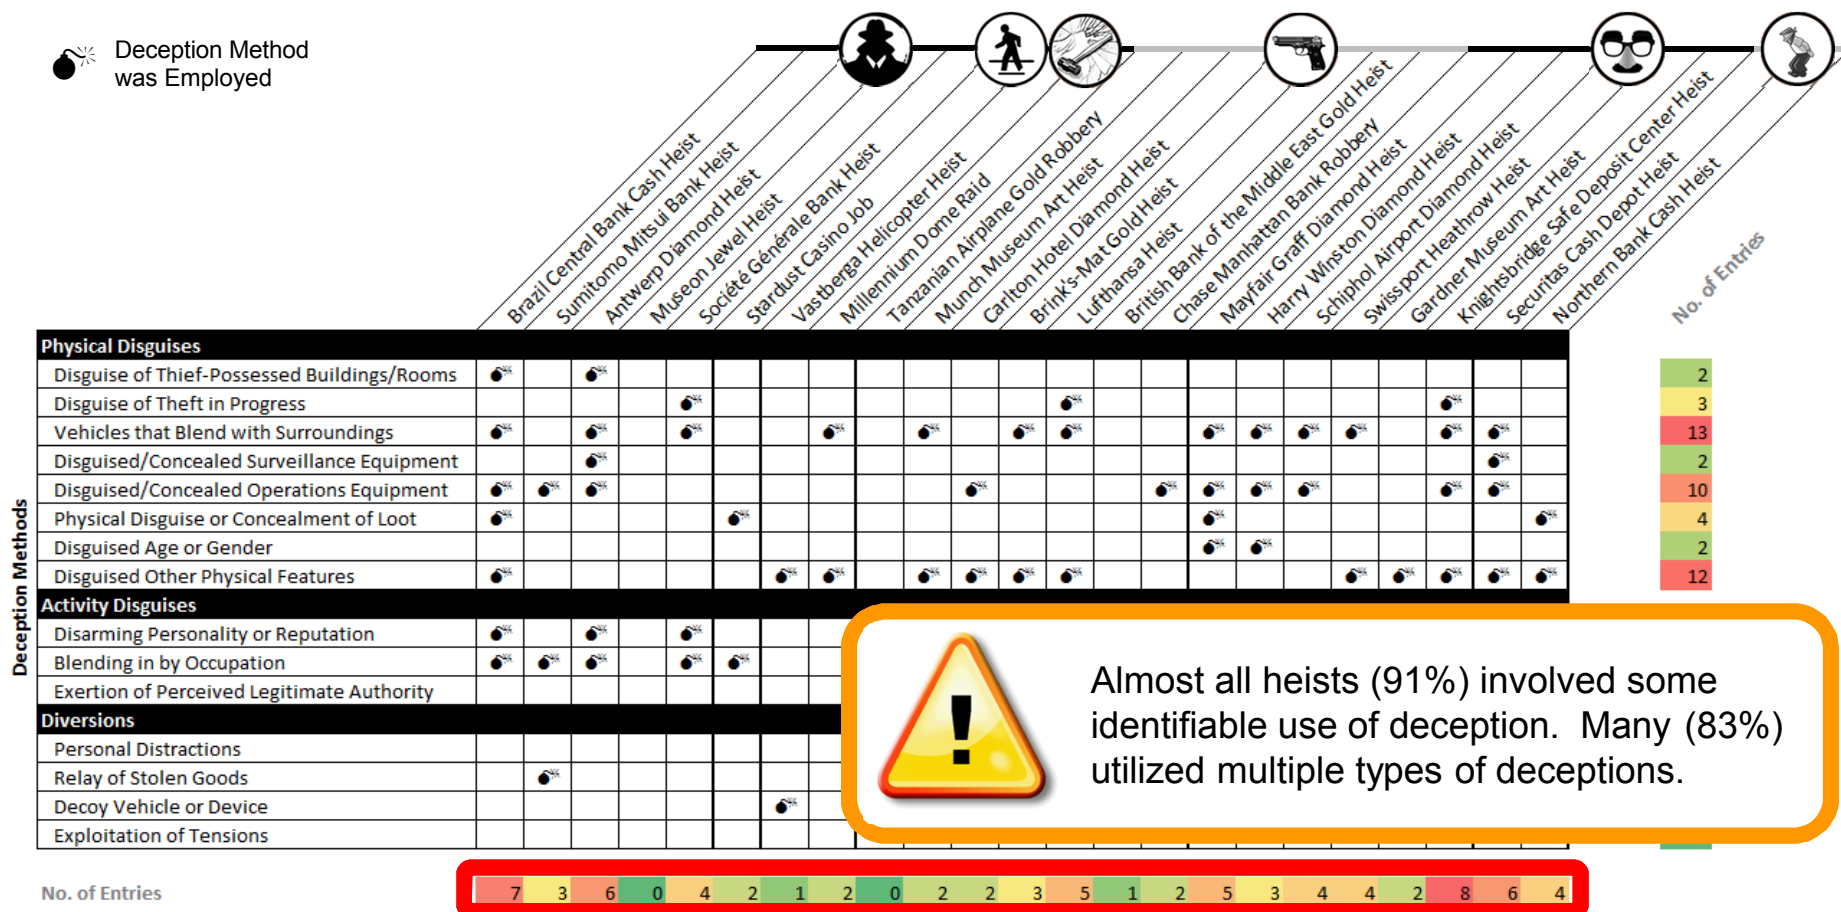 Deception Method
was Employed
Brazil Central Bank Cash Heist
Sumitomo Mitsui Bank Heist
Antwerp Diamond Heist
Museon Jewel Heist
Société Générale Bank Heist
Stardust Casino Job
Vastberga Helicopter Heist
Millennium Dome Raid
Tanzanian Airplane Gold Robbery
Munch Museum Art Heist
Carlton Hotel Diamond Heist
Brink's-Mat Gold Heist
Lufthansa Heist
British Bank of the Middle East Gold Heist
Chase Manhattan Bank Robbery
Mayfair Graff Diamond Heist
Harry Winston Diamond Heist
Schiphol Airport Diamond Heist
Swissport Heathrow Heist
Gardner Museum Art Heist
Knightsbridge Safe Deposit Center Heist
Securitas Cash Depot Heist
Northern Bank Cash Heist
No. of Entries
Deception Methods
Physical Disguises
Disguise of Thief-Possessed Buildings/Rooms 2
Disguise of Theft in Progress 3
Vehicles that Blend with Surroundings 13
Disguised/Concealed Surveillance Equipment 2
Disguised/Concealed Operations Equipment 10
Physical Disguise or Concealment of Loot 4
Disguised Age or Gender 2
Disguised Other Physical Features 12
Activity Disguises
Disarming Personality or Reputation
Blending in by Occupation
Exertion of Perceived Legitimate Authority
Diversions
Personal Distractions
Relay of Stolen Goods
Decoy Vehicle or Device
Exploitation of Tensions
Almost all heists (91%) involved some
identifiable use of deception. Many (83%)
utilized multiple types of deceptions.
No. of Entries 7 3 6 0 4 2 1 2 0 2 2 3 5 1 2 5 3 4 4 2 8 6 4